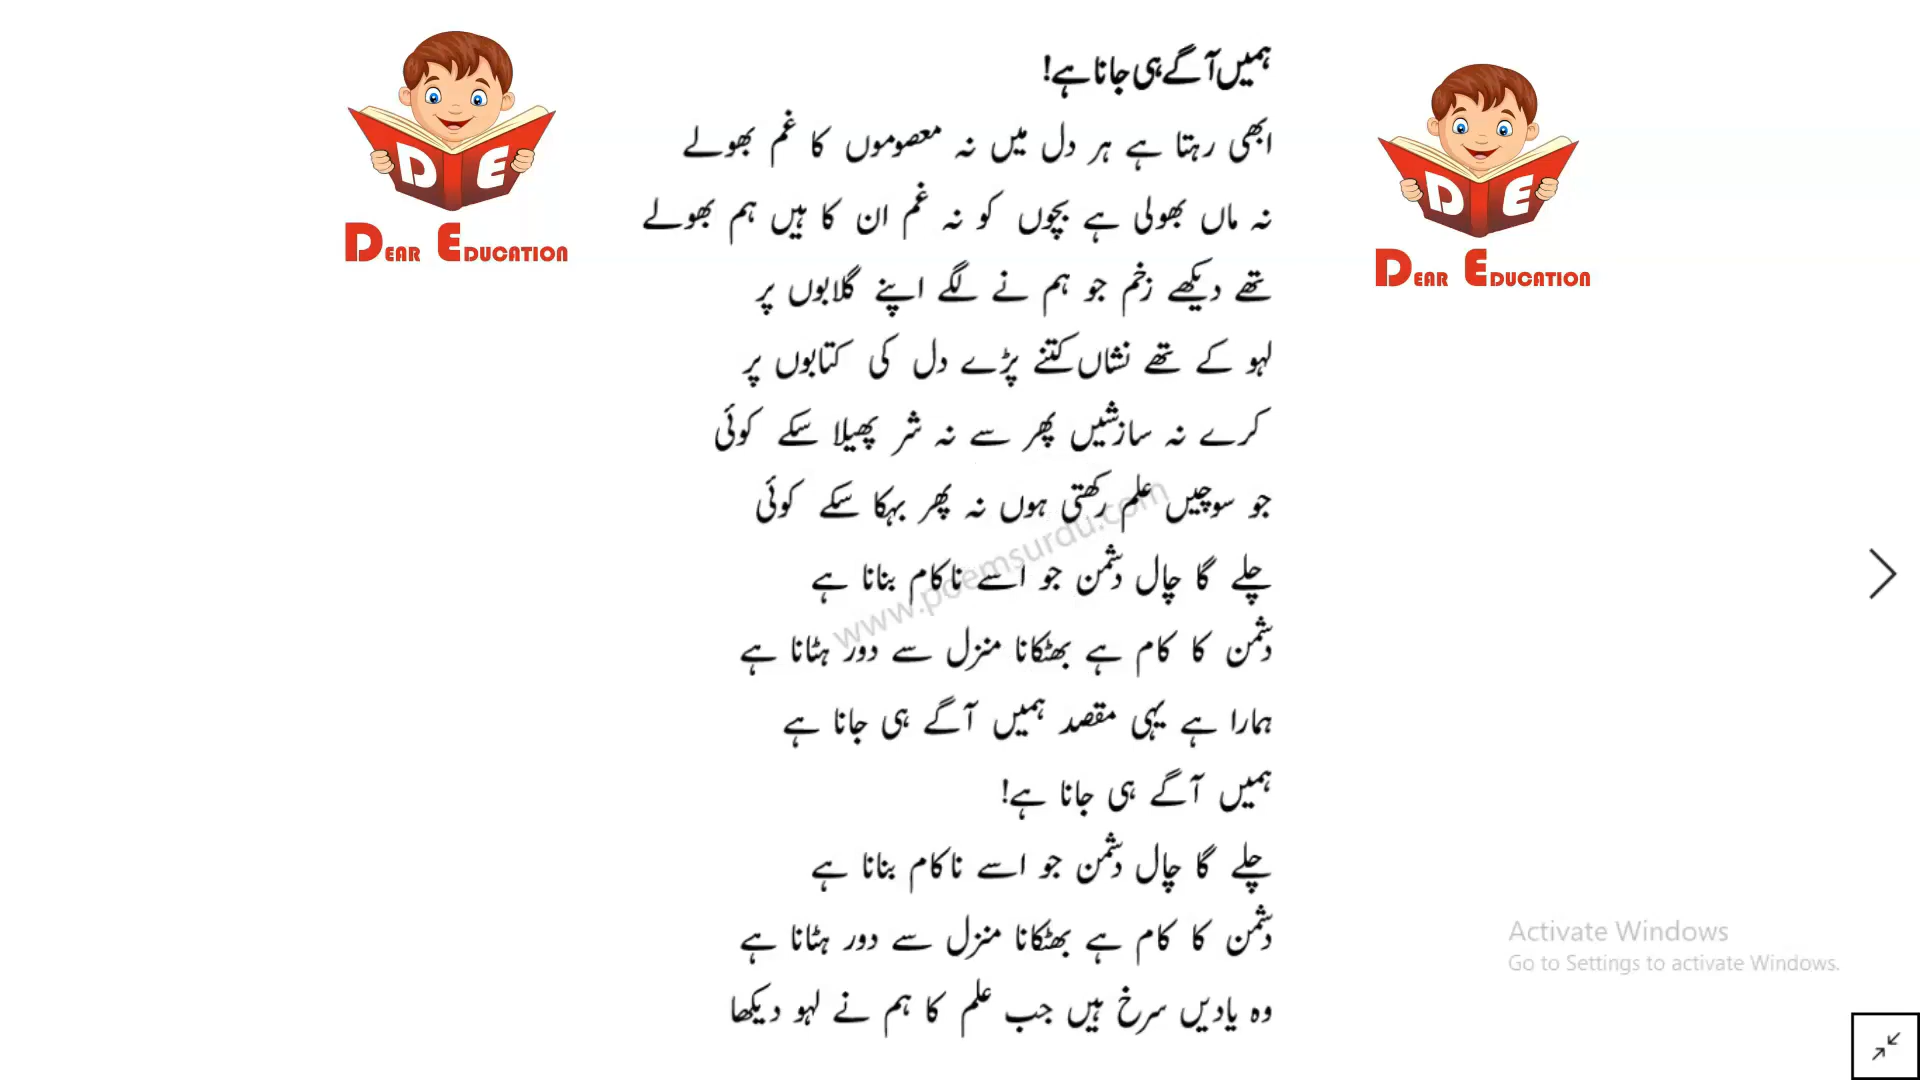 ہمیں آگے ہی جانا ہے!
ابھی رہتا ہے ہر دل میں نہ معصوموں کا غم بھولے
نہ ماں بھولی ہے بچوں کو نہ غم ان کا ہیں ہم بھولے
تھے دیکھے زخم جو ہم نے لگے اپنے گلابوں پر
لہو کے تھے نشاں کتنے پڑے دل کی کتابوں پر
کرے نہ سازشیں پھر سے نہ شر پھیلا سکے کوئی
جو سوچیں علم رکھتی ہوں نہ پھر بہکا سکے کوئی
چلے گا چال دشمن جو اسے ناکام بنانا ہے
دشمن کا کام ہے بھٹکانا منزل سے دور ہٹانا ہے
ہمارا ہے یہی مقصد ہمیں آگے ہی جانا ہے
ہمیں آگے ہی جانا ہے!
چلے گا چال دشمن جو اسے ناکام بنانا ہے
دشمن کا کام ہے بھٹکانا منزل سے دور ہٹانا ہے
وہ یادیں سرخ ہیں جب علم کا ہم نے لہو دیکھا
www.poemsurdu.com
D E
DEAR EDUCATION
D E
DEAR EDUCATION
Activate Windows
Go to Settings to activate Windows.